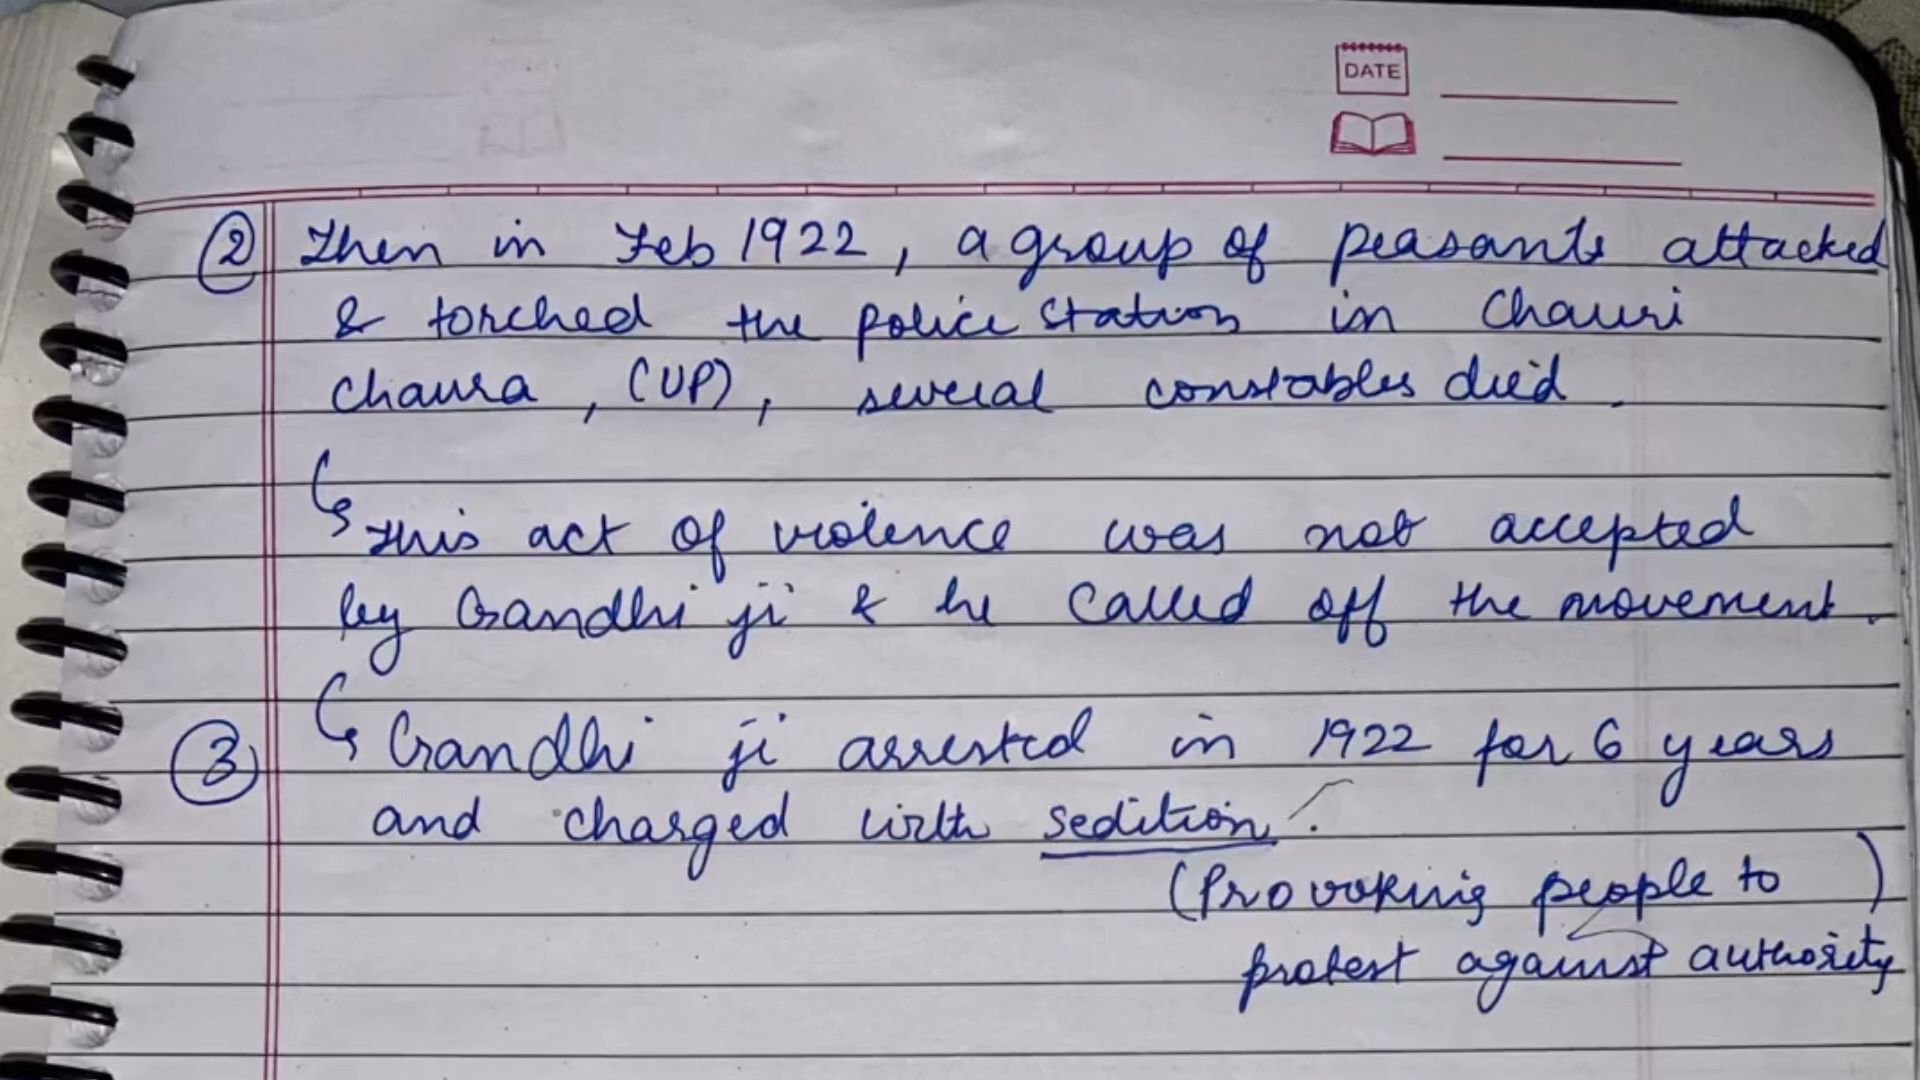 DATE
② Then in Feb 1922, a group of peasants attacked
& torched the police station in Chauri
Chaura, (UP), several constables died.
↳ This act of violence was not accepted
by Gandhi ji & he called off the movement.
③ ↳ Gandhi ji arrested in 1922 for 6 years
and charged with sedition.
(Provoking people to)
protest against authority